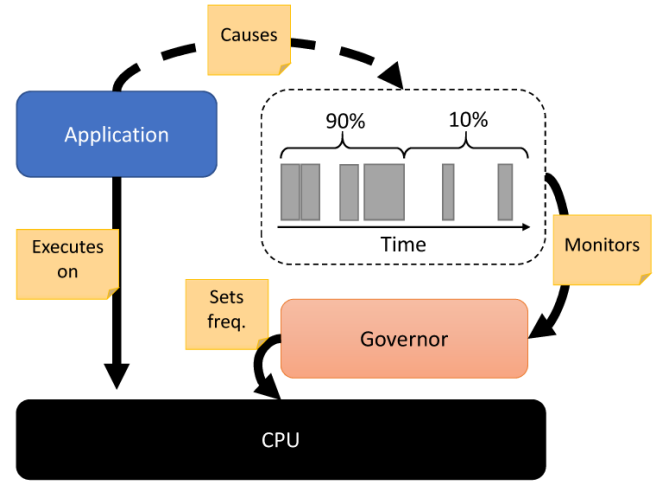 Causes
Application
90%
10%
Time
Executes
on
Monitors
Sets
freq.
Governor
CPU